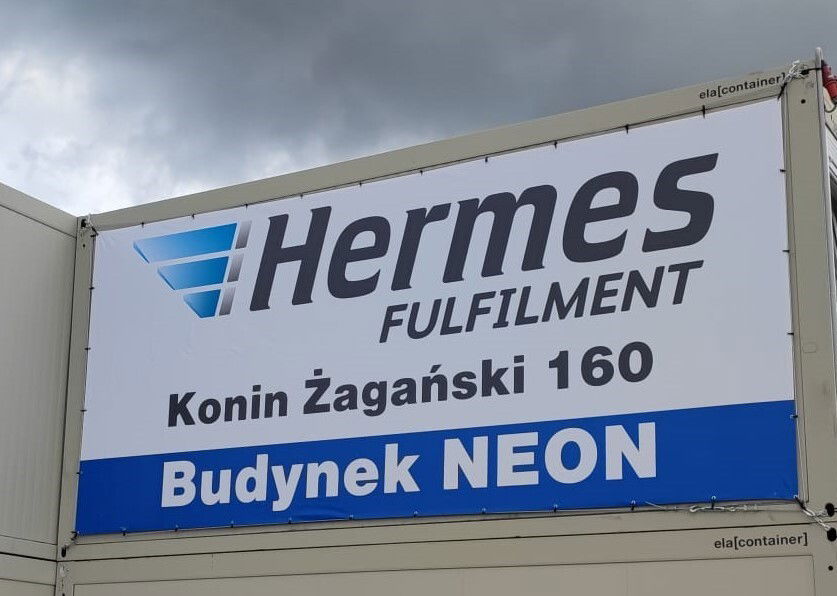 ela[container]
Hermes
FULFILMENT
Konin Żagański 160
Budynek NEON
ela[container]